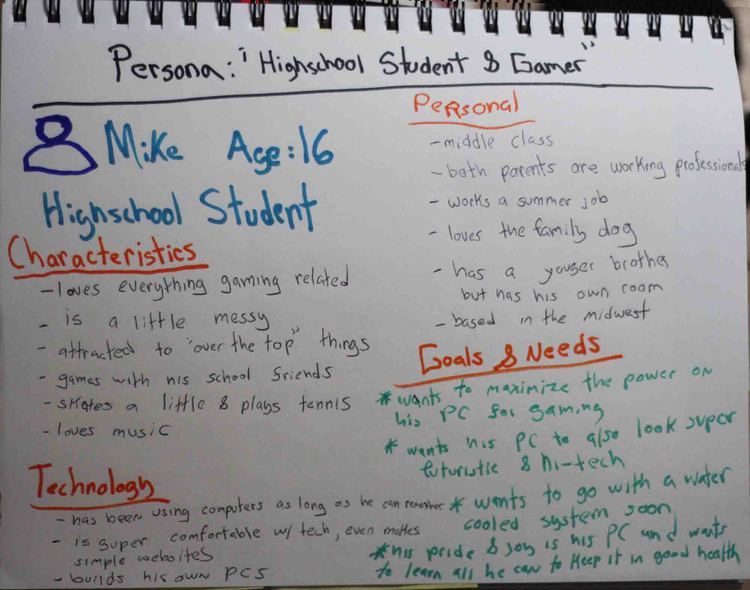 Persona: "Highschool Student & Gamer"
Mike Age: 16
Highschool Student
Characteristics
- loves everything gaming related
- is a little messy
- attracted to "over the top" things
- games with his school friends
- skates a little & plays tennis
- loves music
Technology
- has been using computers as long as he can remember
- is super comfortable w/ tech, even makes
simple websites
- builds his own PCs
Personal
- middle class
- both parents are working professionals
- works a summer job
- loves the family dog
- has a younger brother
but has his own room
- based in the midwest
Goals & Needs
* wants to maximize the power on
his PC for gaming
* wants his PC to also look super
futuristic & hi-tech
* wants to go with a water
cooled system soon
* his pride & joy is his PC and wants
to learn all he can to keep it in good health